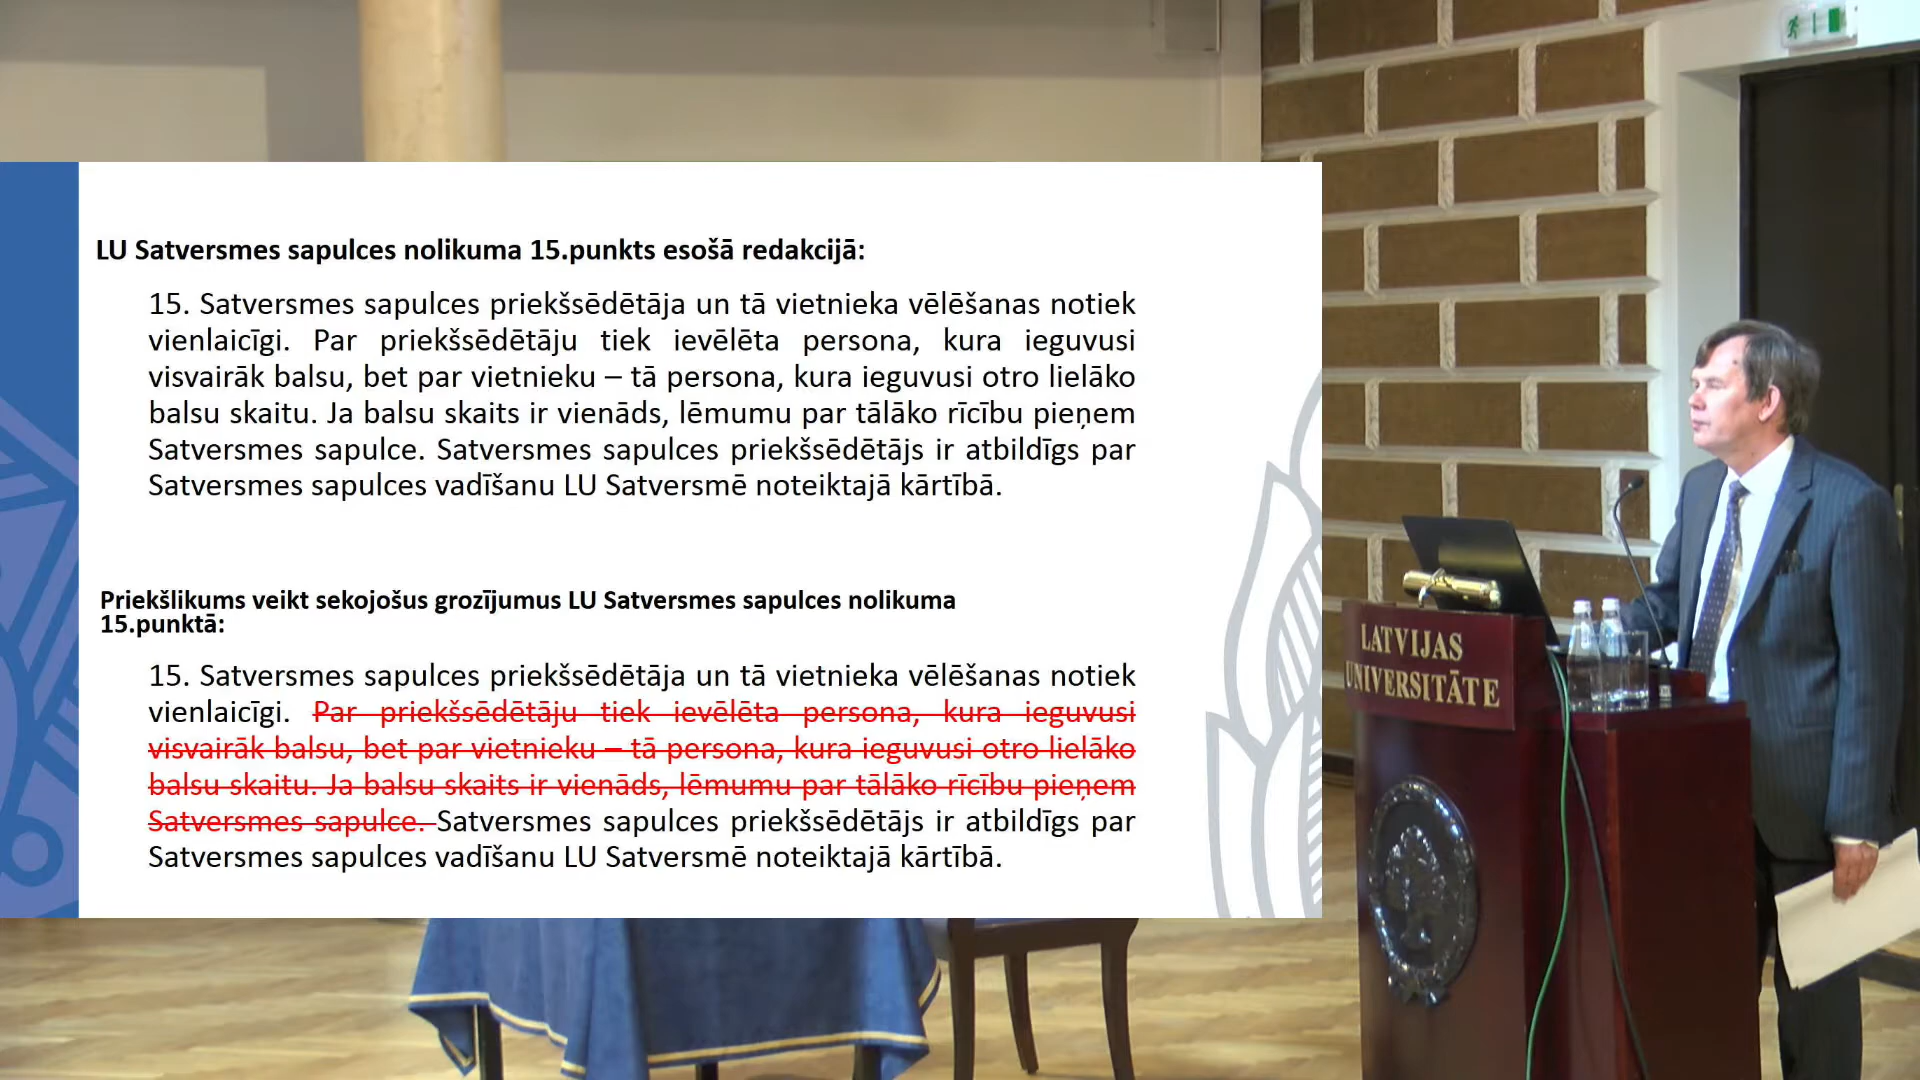 LU Satversmes sapulces nolikuma 15.punkts esošā redakcijā:
15. Satversmes sapulces priekšsēdētāja un tā vietnieka vēlēšanas notiek
vienlaicīgi. Par priekšsēdētāju tiek ievēlēta persona, kura ieguvusi
visvairāk balsu, bet par vietnieku – tā persona, kura ieguvusi otro lielāko
balsu skaitu. Ja balsu skaits ir vienāds, lēmumu par tālāko rīcību pieņem
Satversmes sapulce. Satversmes sapulces priekšsēdētājs ir atbildīgs par
Satversmes sapulces vadīšanu LU Satversmē noteiktajā kārtībā.
Priekšlikums veikt sekojošus grozījumus LU Satversmes sapulces nolikuma
15.punktā:
15. Satversmes sapulces priekšsēdētāja un tā vietnieka vēlēšanas notiek
vienlaicīgi. Par priekšsēdētāju tiek ievēlēta persona, kura ieguvusi
visvairāk balsu, bet par vietnieku – tā persona, kura ieguvusi otro lielāko
balsu skaitu. Ja balsu skaits ir vienāds, lēmumu par tālāko rīcību pieņem
Satversmes sapulce. Satversmes sapulces priekšsēdētājs ir atbildīgs par
Satversmes sapulces vadīšanu LU Satversmē noteiktajā kārtībā.
LATVIJAS
UNIVERSITĀTE